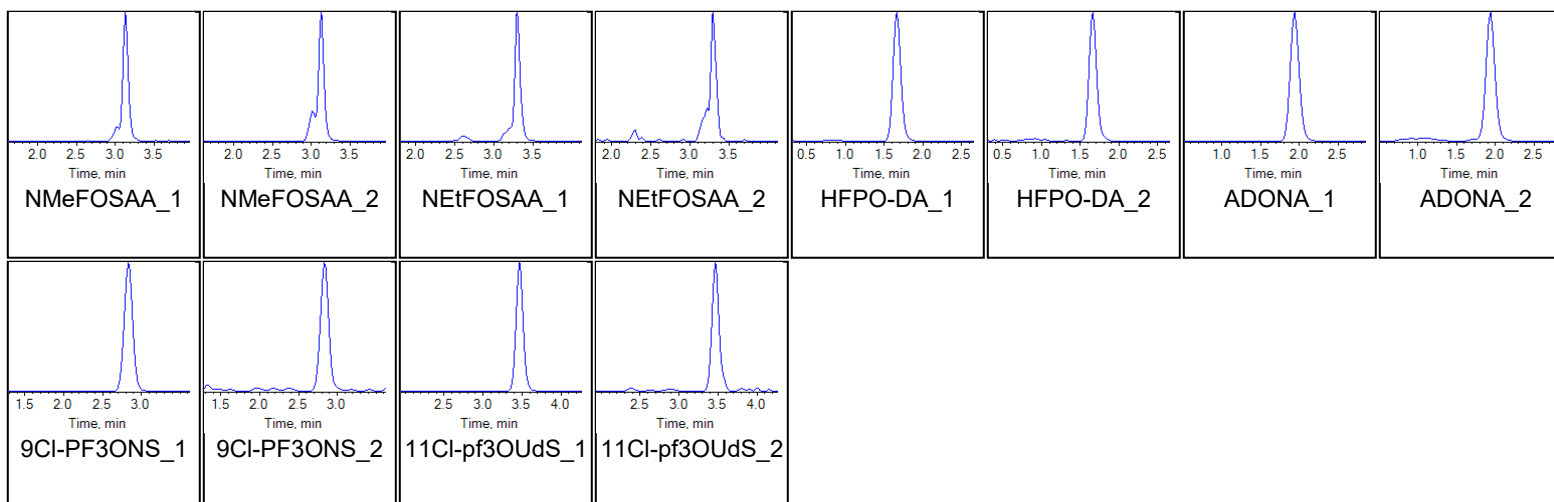 2.0 2.5 3.0 3.5
Time, min
NMeFOSAA_1
2.0 2.5 3.0 3.5
Time, min
NMeFOSAA_2
2.0 2.5 3.0 3.5
Time, min
NEtFOSAA_1
2.0 2.5 3.0 3.5
Time, min
NEtFOSAA_2
0.5 1.0 1.5 2.0 2.5
Time, min
HFPO-DA_1
0.5 1.0 1.5 2.0 2.5
Time, min
HFPO-DA_2
1.0 1.5 2.0 2.5
Time, min
ADONA_1
1.0 1.5 2.0 2.5
Time, min
ADONA_2
1.5 2.0 2.5 3.0
Time, min
9Cl-PF3ONS_1
1.5 2.0 2.5 3.0
Time, min
9Cl-PF3ONS_2
2.5 3.0 3.5 4.0
Time, min
11Cl-pf3OUdS_1
2.5 3.0 3.5 4.0
Time, min
11Cl-pf3OUdS_2